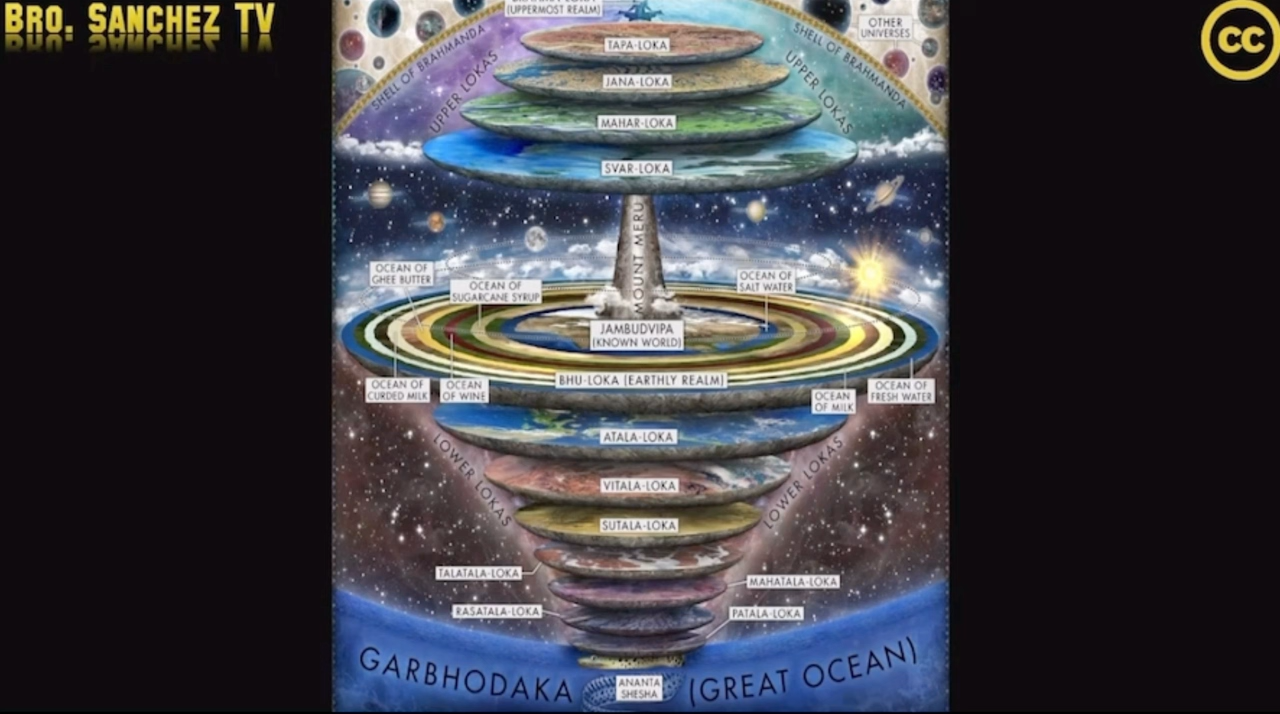 BRO. SANCHEZ TV
CC
(UPPERMOST REALM)
OTHER
UNIVERSES
SHELL OF BRAHMANDA
SHELL OF BRAHMANDA
UPPER LOKAS
UPPER LOKAS
TAPA-LOKA
JANA-LOKA
MAHAR-LOKA
SVAR-LOKA
MOUNT MERU
OCEAN OF
GHEE BUTTER
OCEAN OF
SUGARCANE SYRUP
OCEAN OF
SALT WATER
JAMBUDVIPA
(KNOWN WORLD)
BHU-LOKA (EARTHLY REALM)
OCEAN OF
CURDED MILK
OCEAN
OF WINE
OCEAN
OF MILK
OCEAN OF
FRESH WATER
ATALA-LOKA
LOWER LOKAS
LOWER LOKAS
VITALA-LOKA
SUTALA-LOKA
TALATALA-LOKA
MAHATALA-LOKA
RASATALA-LOKA
PATALA-LOKA
GARBHODAKA (GREAT OCEAN)
ANANTA
SHESHA